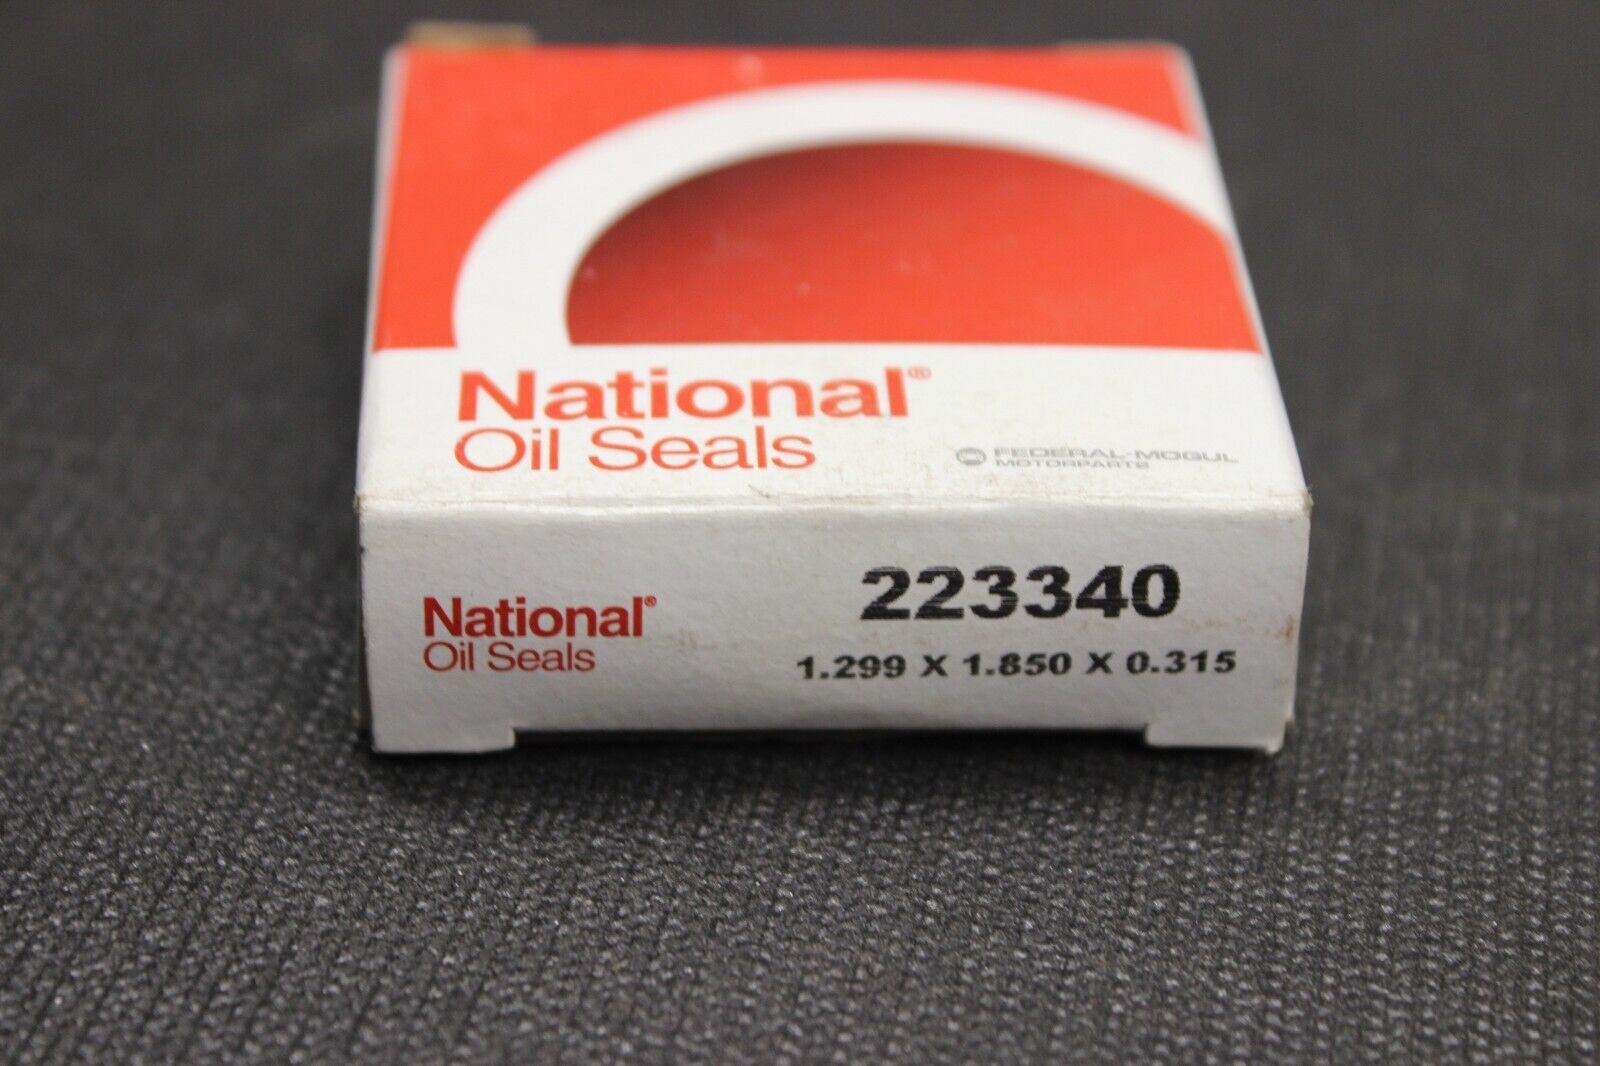 National®
Oil Seals
FEDERAL-MOGUL
MOTORPARTS
National®
Oil Seals
223340
1.299 X 1.850 X 0.315